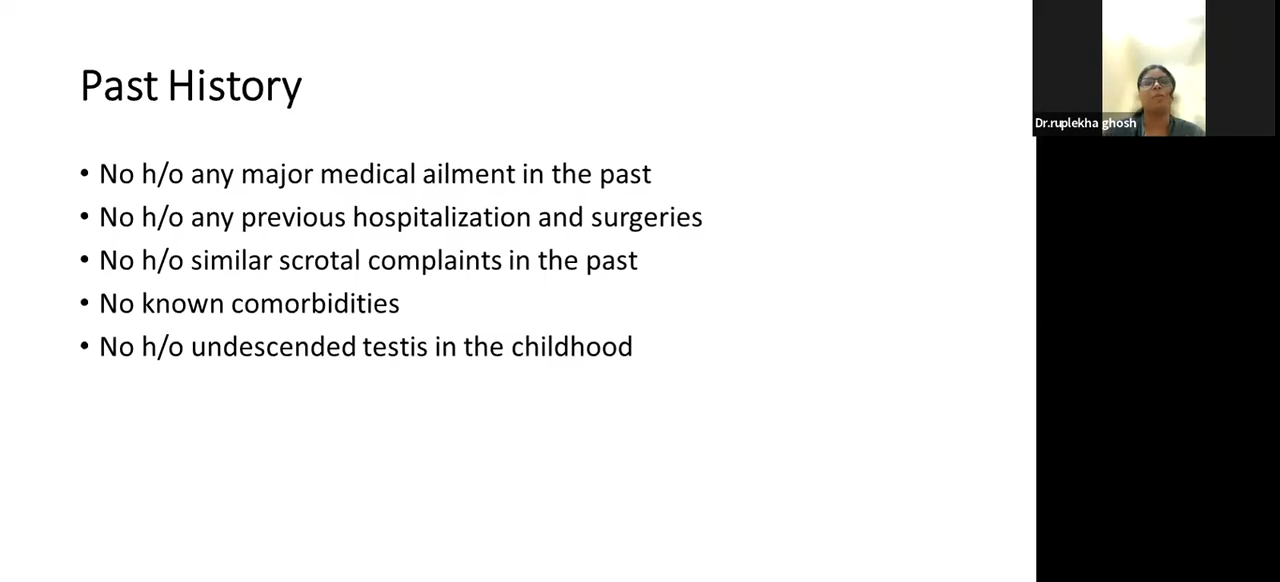 Past History
• No h/o any major medical ailment in the past
• No h/o any previous hospitalization and surgeries
• No h/o similar scrotal complaints in the past
• No known comorbidities
• No h/o undescended testis in the childhood
Dr.ruplekha ghosh